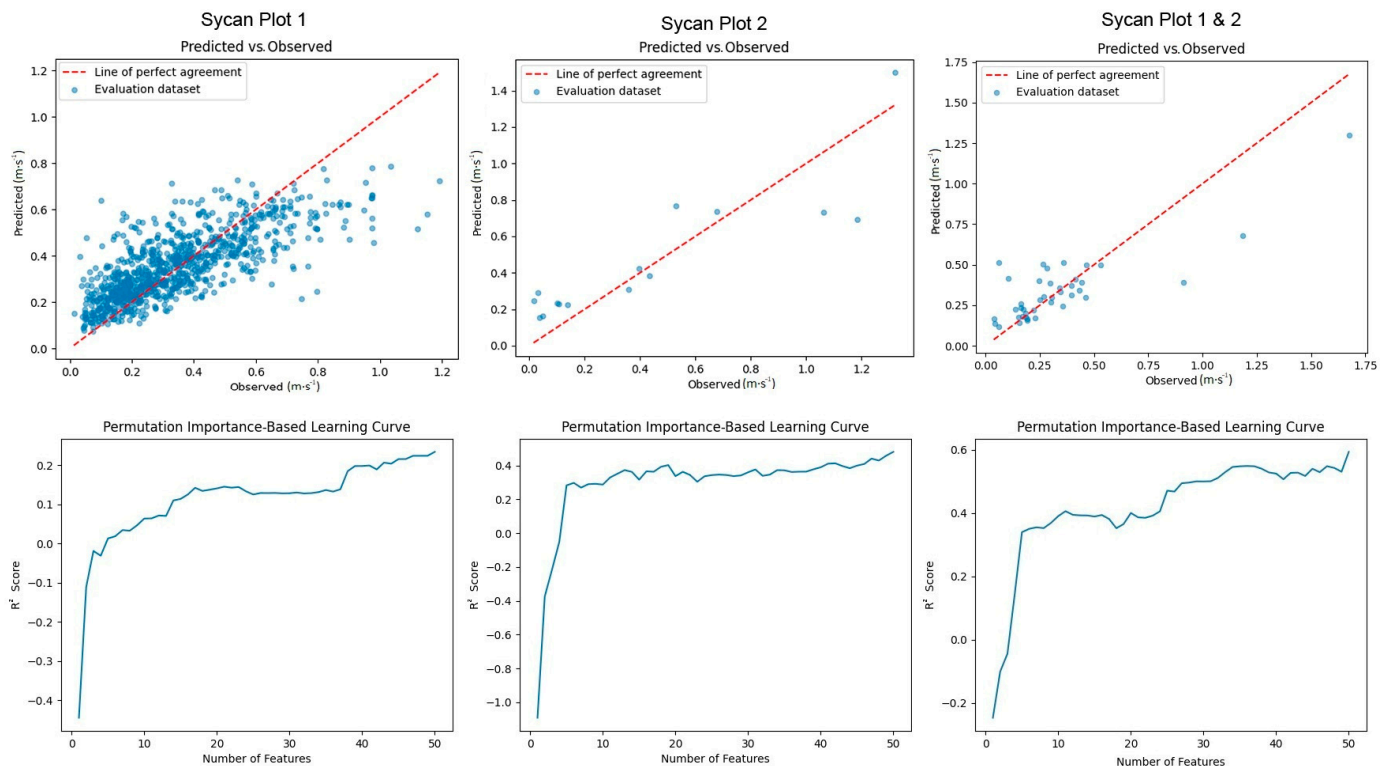 Sycan Plot 1
Predicted vs. Observed
Line of perfect agreement
Evaluation dataset
Predicted (m·s⁻¹)
1.2
1.0
0.8
0.6
0.4
0.2
0.0
0.0 0.2 0.4 0.6 0.8 1.0 1.2
Observed (m·s⁻¹)
Sycan Plot 2
Predicted vs. Observed
Line of perfect agreement
Evaluation dataset
Predicted (m·s⁻¹)
1.4
1.2
1.0
0.8
0.6
0.4
0.2
0.0
0.0 0.2 0.4 0.6 0.8 1.0 1.2
Observed (m·s⁻¹)
Sycan Plot 1 & 2
Predicted vs. Observed
Line of perfect agreement
Evaluation dataset
Predicted (m·s⁻¹)
1.75
1.50
1.25
1.00
0.75
0.50
0.25
0.00
0.00 0.25 0.50 0.75 1.00 1.25 1.50 1.75
Observed (m·s⁻¹)
Permutation Importance-Based Learning Curve
R² Score
0.2
0.1
0.0
−0.1
−0.2
−0.3
−0.4
0 10 20 30 40 50
Number of Features
Permutation Importance-Based Learning Curve
R² Score
0.4
0.2
0.0
−0.2
−0.4
−0.6
−0.8
−1.0
0 10 20 30 40 50
Number of Features
Permutation Importance-Based Learning Curve
R² Score
0.6
0.4
0.2
0.0
−0.2
0 10 20 30 40 50
Number of Features